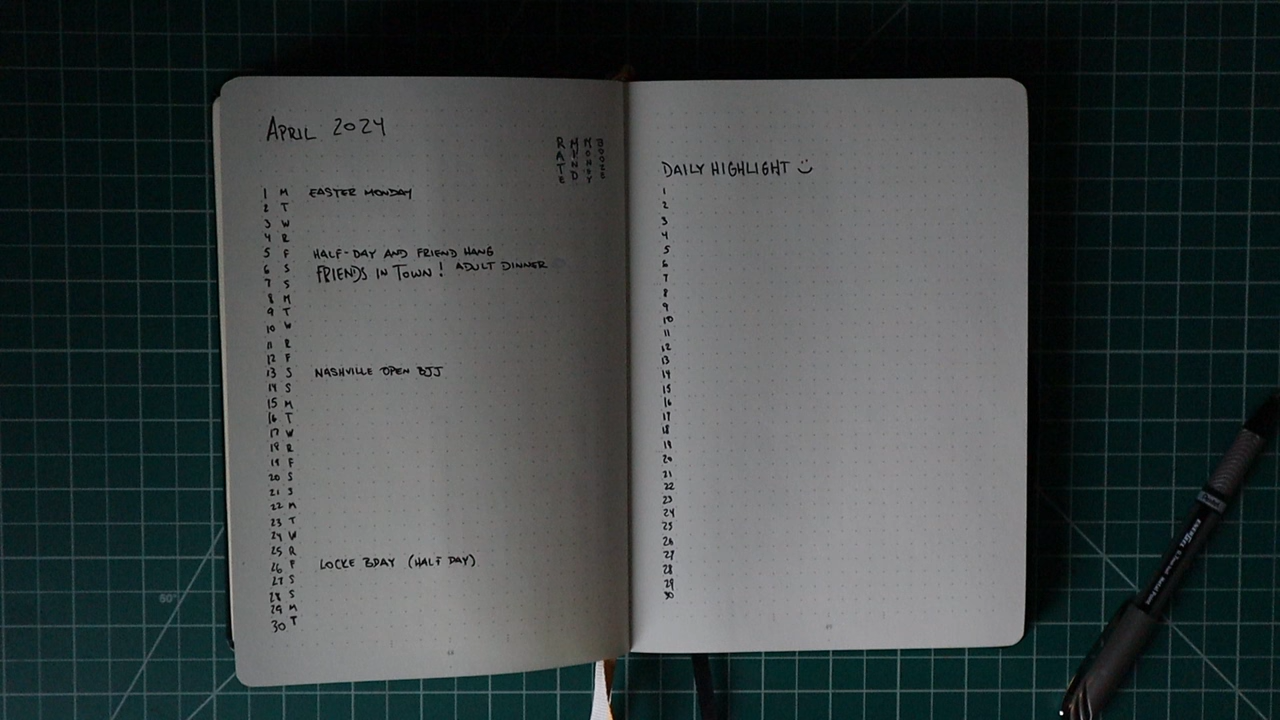 APRIL 2024
RATE MIND MONDAY BOOZE
1 M EASTER MONDAY
2 T
3 W
4 R
5 F HALF-DAY AND FRIEND HANG
6 S FRIENDS IN TOWN! ADULT DINNER
7 S
8 M
9 T
10 W
11 R
12 F
13 S NASHVILLE OPEN BJJ
14 S
15 M
16 T
17 W
18 R
19 F
20 S
21 S
22 M
23 T
24 W
25 R
26 F LOCKE BDAY (HALF DAY)
27 S
28 S
29 M
30 T
DAILY HIGHLIGHT :)
1
2
3
4
5
6
7
8
9
10
11
12
13
14
15
16
17
18
19
20
21
22
23
24
25
26
27
28
29
30
60°
Pentel
ENERGEL